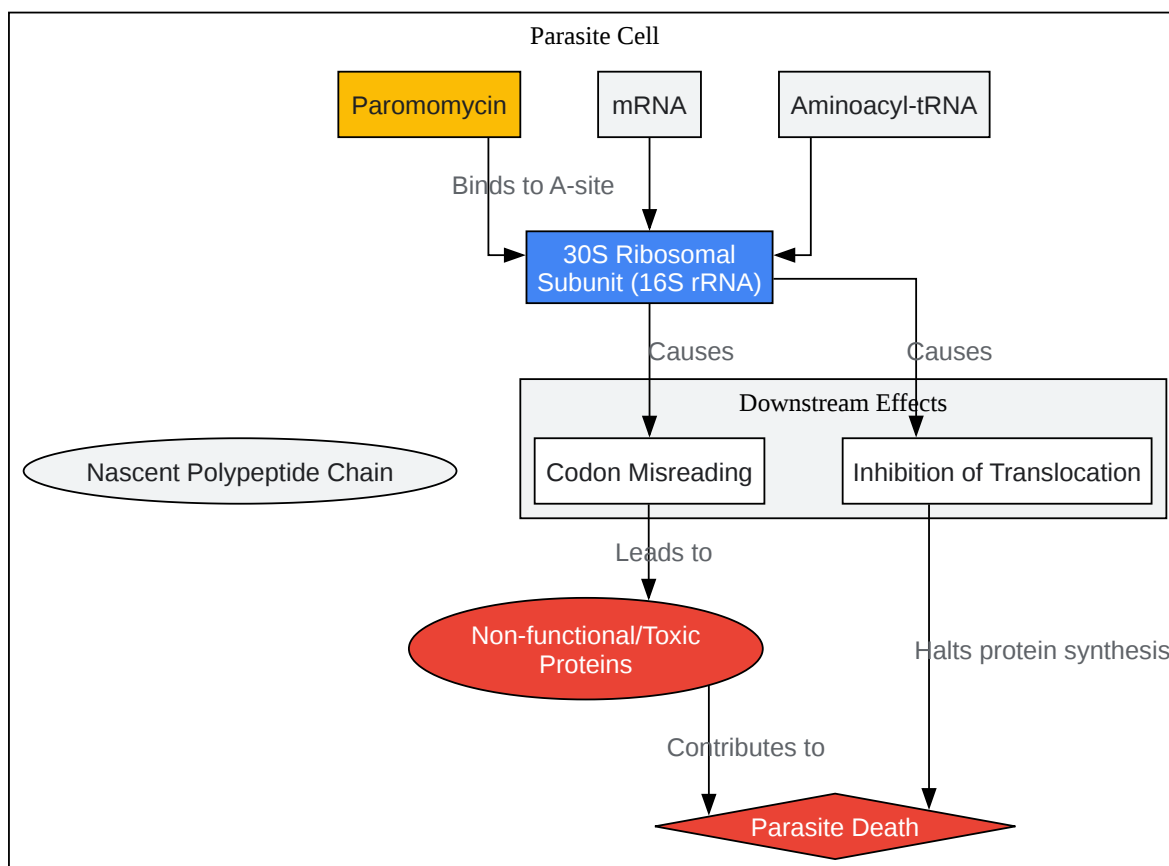 Parasite Cell
Paromomycin
mRNA
Aminoacyl-tRNA
Binds to A-site
30S Ribosomal
Subunit (16S rRNA)
Causes
Causes
Downstream Effects
Nascent Polypeptide Chain
Codon Misreading
Inhibition of Translocation
Leads to
Non-functional/Toxic
Proteins
Halts protein synthesis
Contributes to
Parasite Death